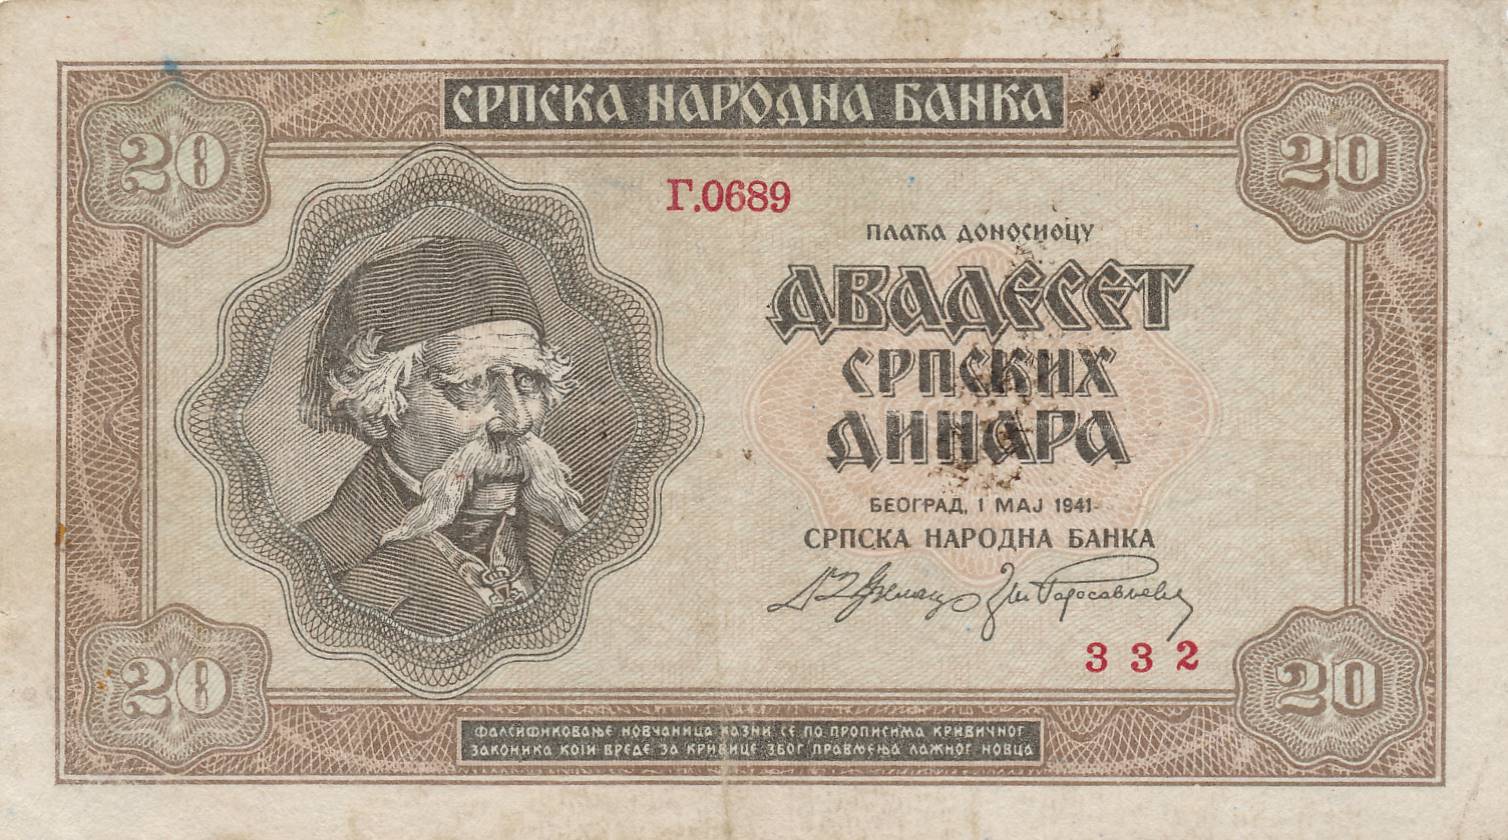 СРПСКА НАРОДНА БАНКА
20
20
Г.0689
ПЛАЋА ДОНОСИОЦУ
ДВАДЕСЕТ
СРПСКИХ
ДИНАРА
БЕОГРАД, 1 МАЈ 1941
СРПСКА НАРОДНА БАНКА
332
20
20
ФАЛСИФИКОВАЊЕ НОВЧАНИЦА КАЗНИ СЕ ПО ПРОПИСИМА КРИВИЧНОГ
ЗАКОНИКА КОЈИ ВРЕДЕ ЗА КРИВИЦЕ ЗБОГ ПРАВЉЕЊА ЛАЖНОГ НОВЦА